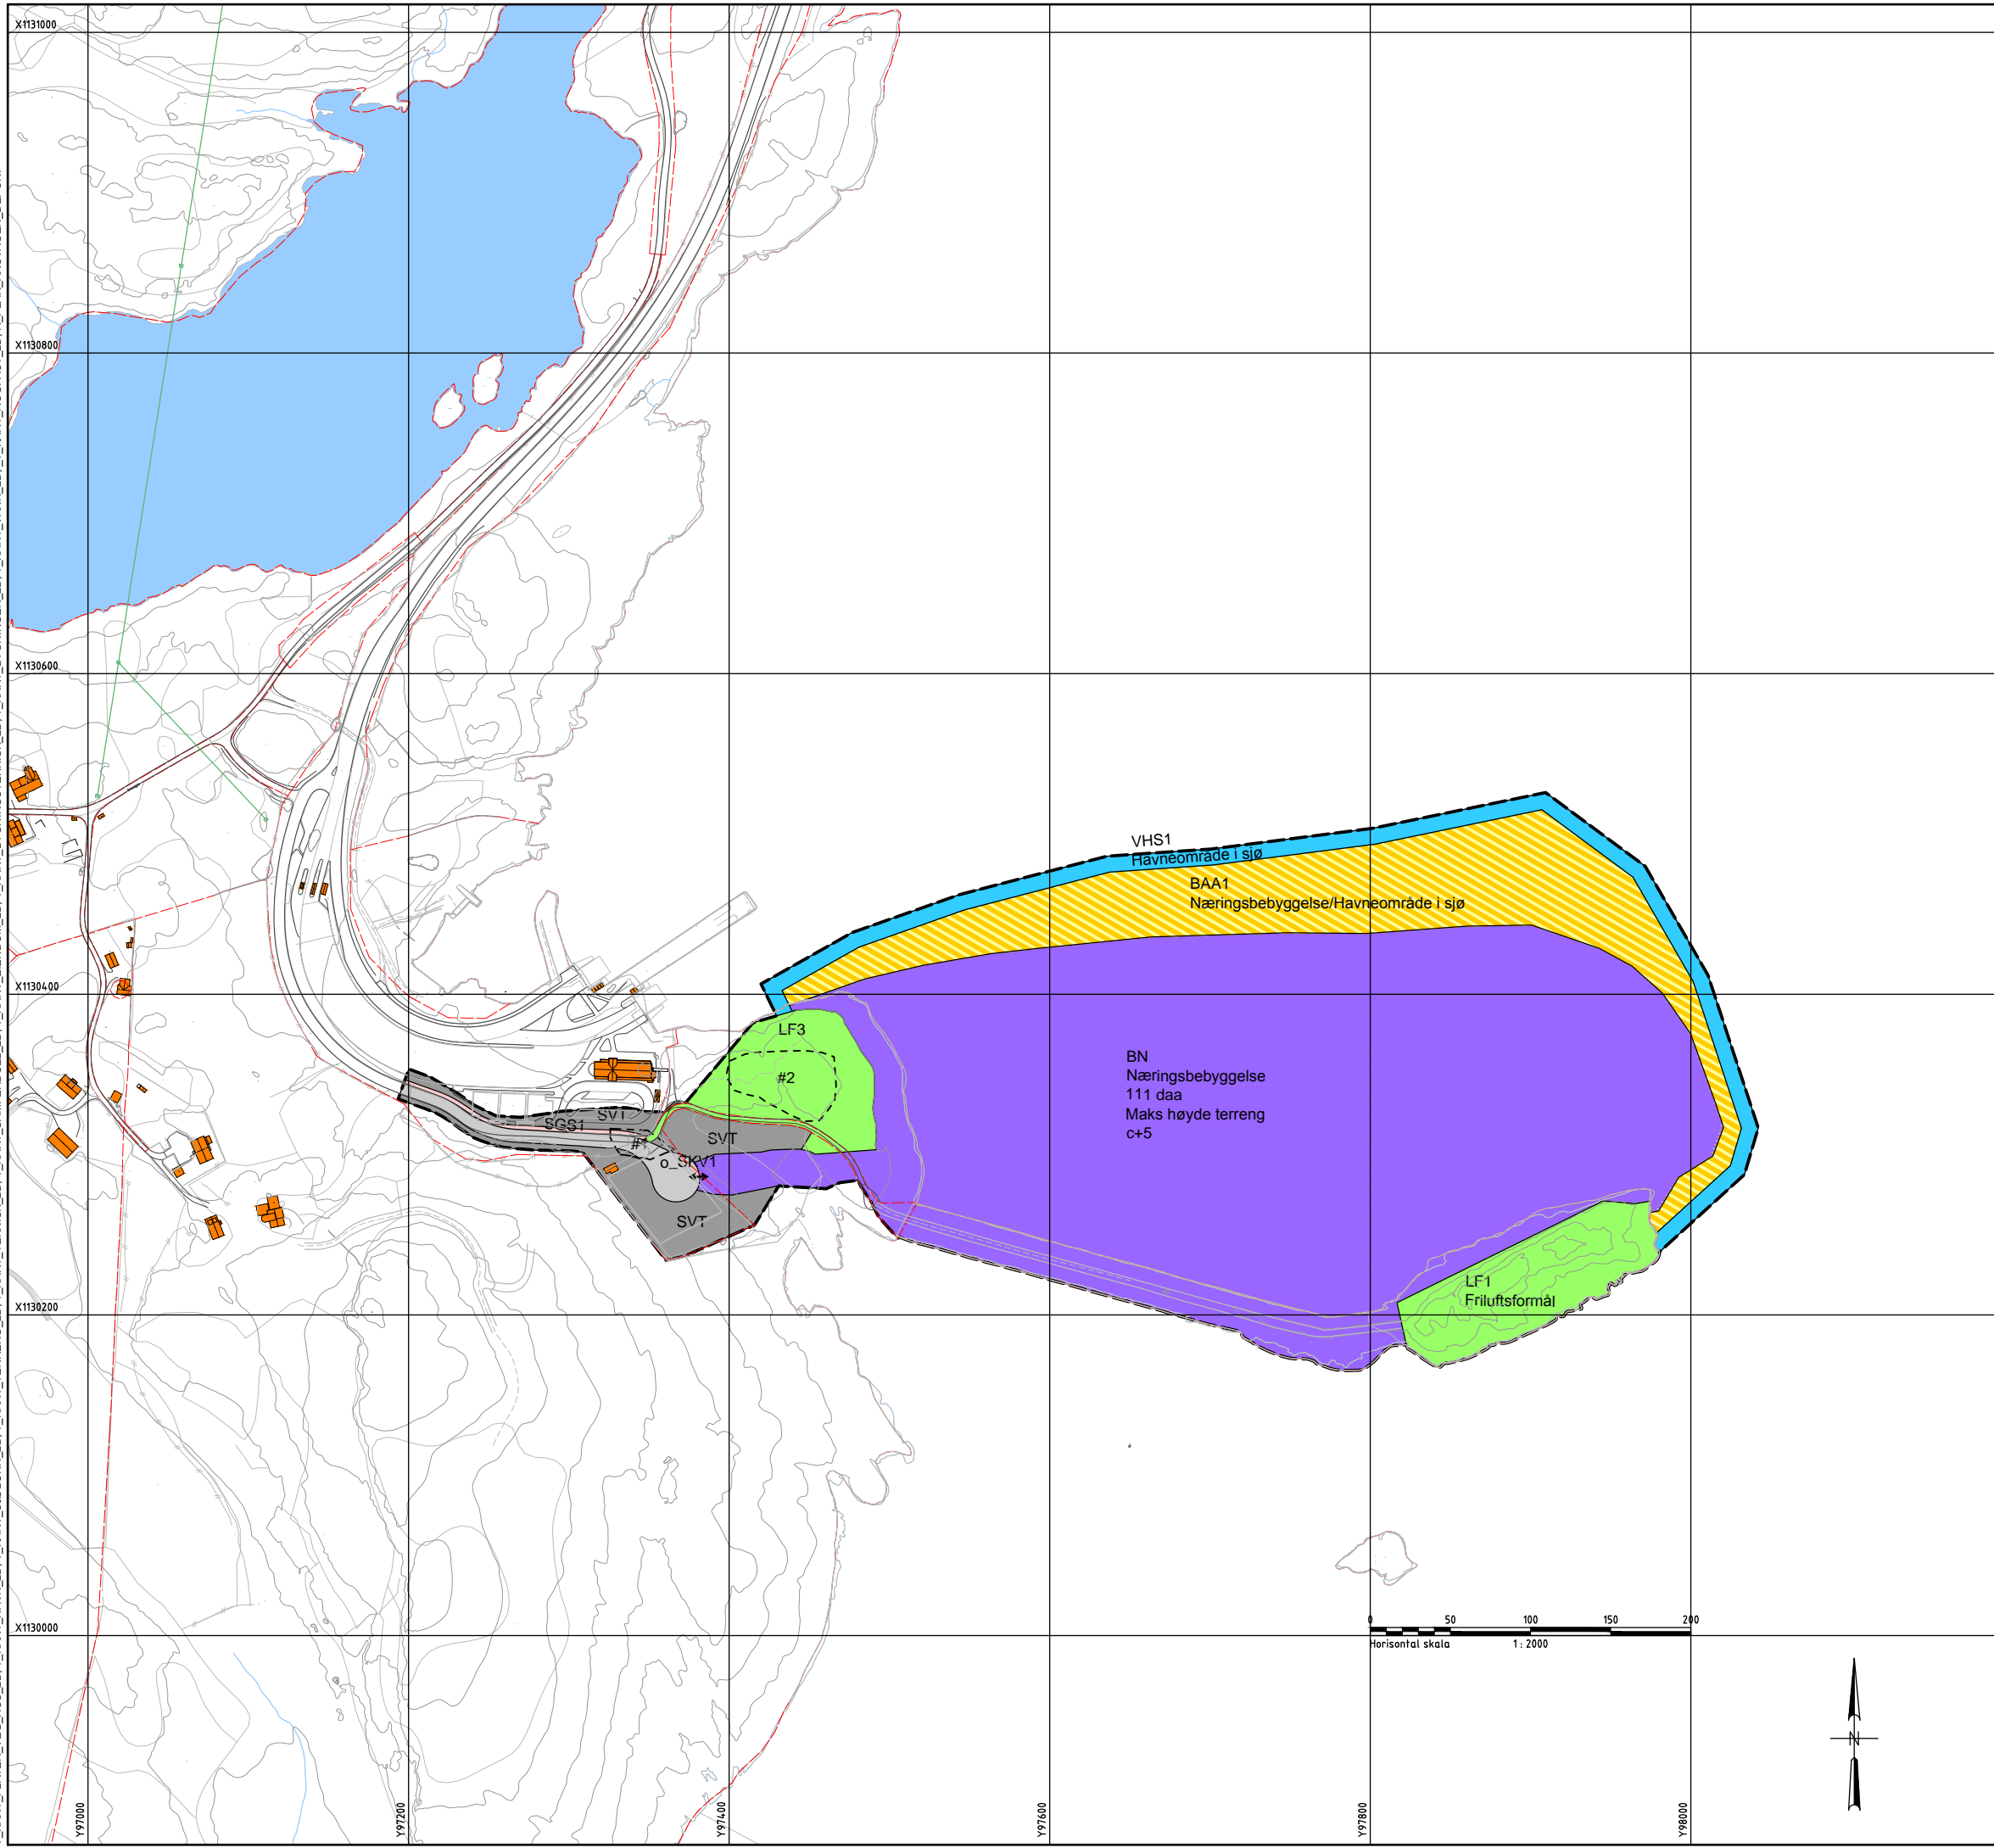 X1131000
X1130800
X1130600
VHS1
Havneområde i sjø
BAA1
Næringsbebyggelse/Havneområde i sjø
X1130400
LF3
#2
BN
Næringsbebyggelse
111 daa
Maks høyde terreng
c+5
SVT
SGS1
SVT
o_SKV1
SVT
LF1
Friluftsformål
X1130200
0 50 100 150 200
Horisontal skala 1 : 2000
X1130000
N
Y97000
Y97200
Y97400
Y97600
Y97800
Y98000